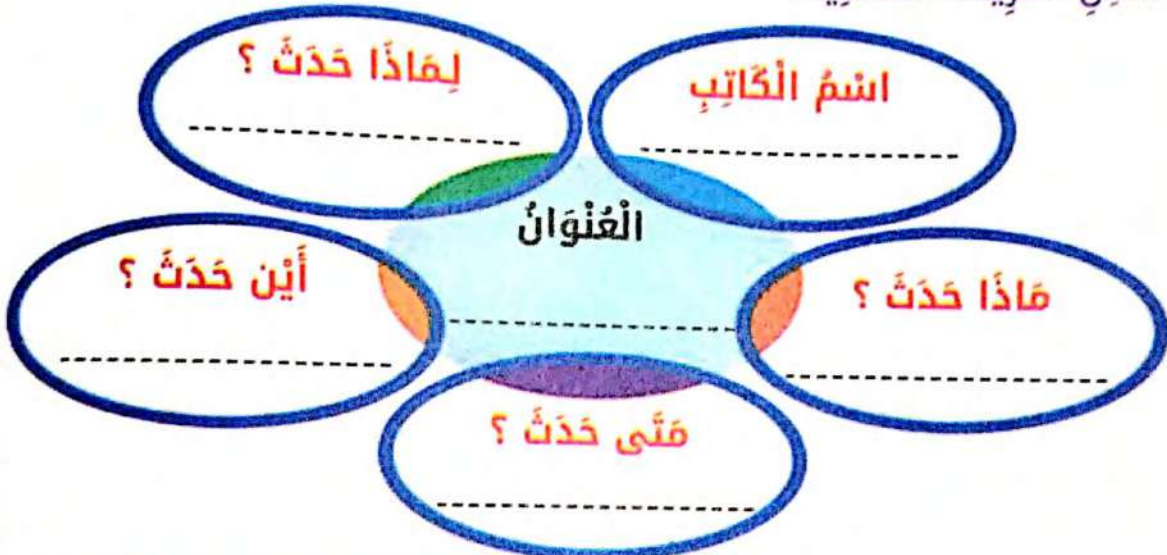 اسْمُ الْكَاتِبِ
لِمَاذَا حَدَثَ ؟
الْعُنْوَانُ
مَاذَا حَدَثَ ؟
أَيْن حَدَثَ ؟
مَتَى حَدَثَ ؟